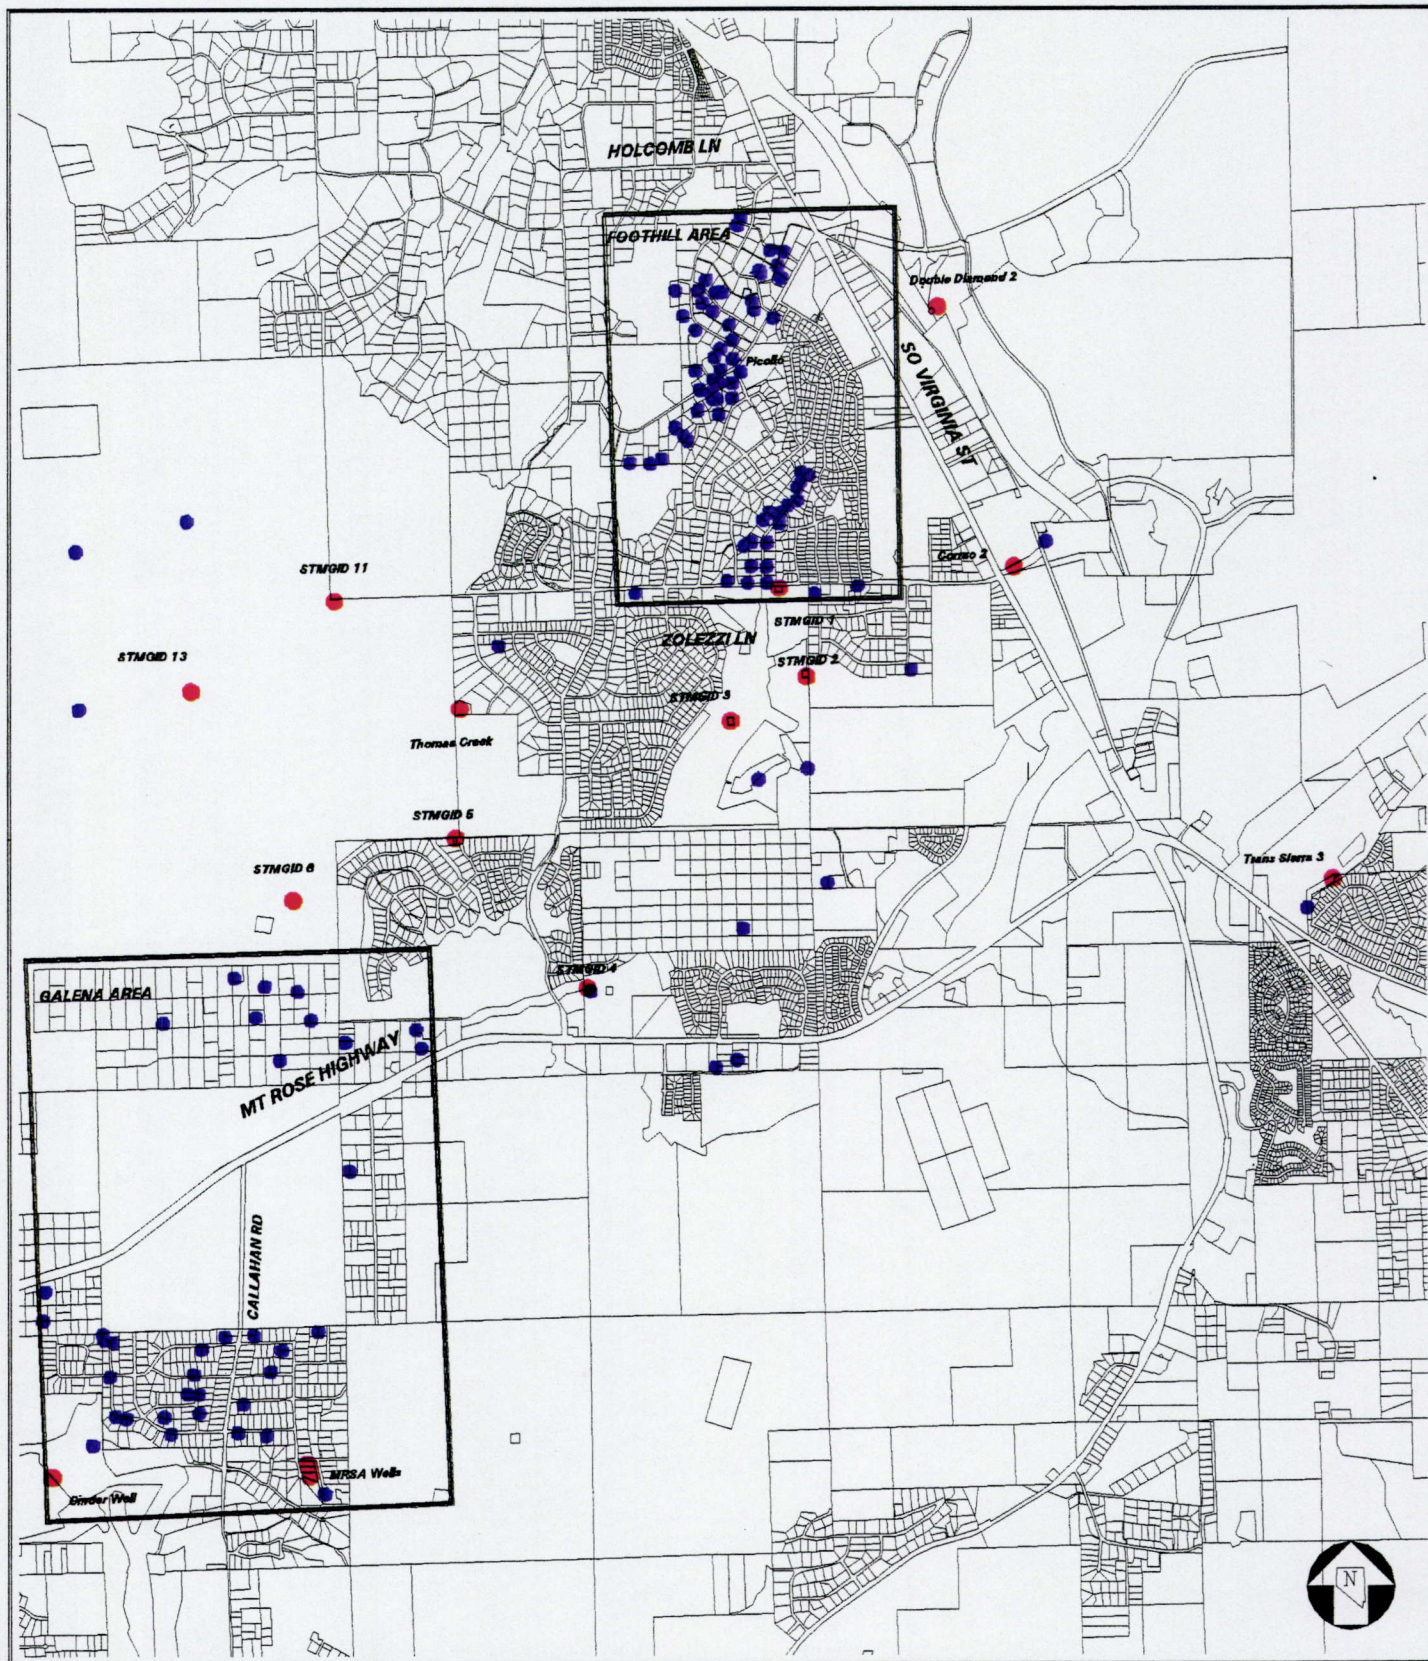 HOLCOMB LN
FOOTHILL AREA
Double Diamond 2
SO VIRGINIA ST
Picollo
STMGID 11
Corrao 2
STMGID 1
ZOLEZZI LN
STMGID 13
STMGID 2
STMGID 3
Thomas Creek
STMGID 5
Trans Sierra 3
STMGID 6
STMGID 4
GALENA AREA
MT ROSE HIGHWAY
CALLAHAN RD
MRSA Wells
Cinder Well
N